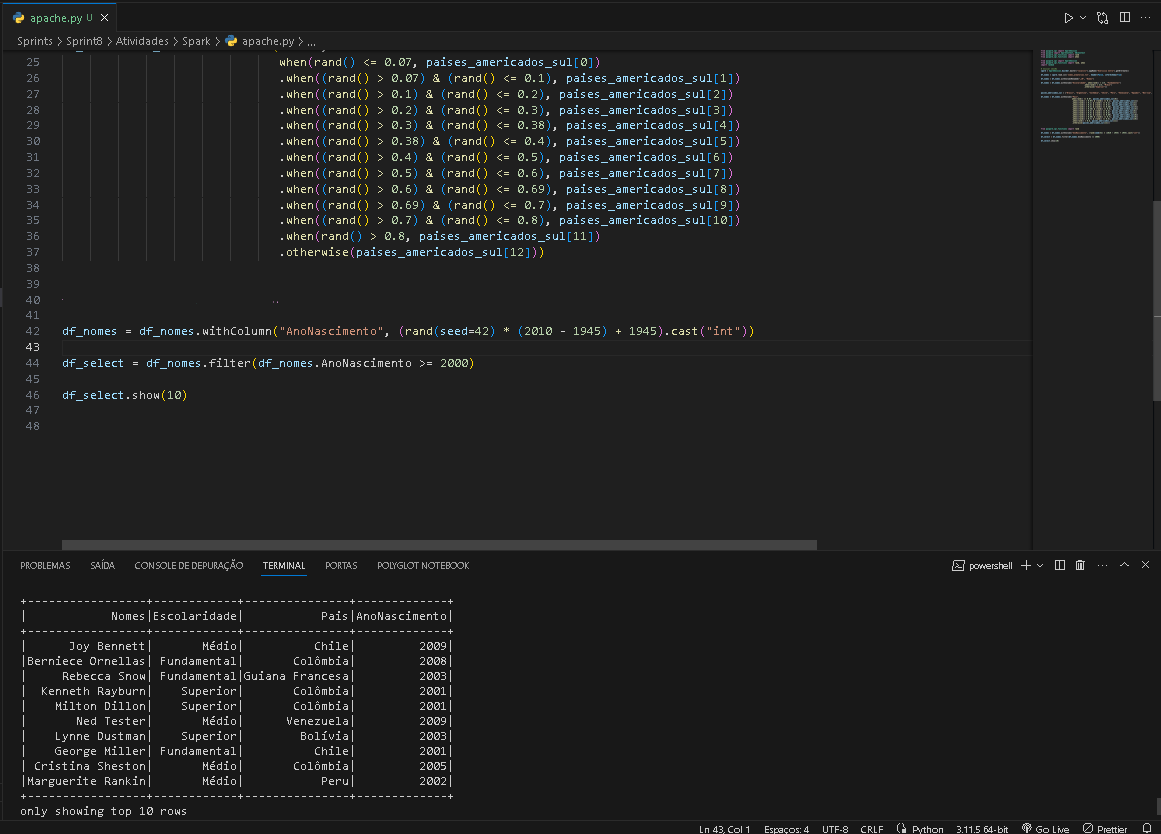 apache.py U
Sprints > Sprint8 > Atividades > Spark > apache.py > ...
25 when(rand() <= 0.07, paises_americados_sul[0])
26 .when((rand() > 0.07) & (rand() <= 0.1), paises_americados_sul[1])
27 .when((rand() > 0.1) & (rand() <= 0.2), paises_americados_sul[2])
28 .when((rand() > 0.2) & (rand() <= 0.3), paises_americados_sul[3])
29 .when((rand() > 0.3) & (rand() <= 0.38), paises_americados_sul[4])
30 .when((rand() > 0.38) & (rand() <= 0.4), paises_americados_sul[5])
31 .when((rand() > 0.4) & (rand() <= 0.5), paises_americados_sul[6])
32 .when((rand() > 0.5) & (rand() <= 0.6), paises_americados_sul[7])
33 .when((rand() > 0.6) & (rand() <= 0.69), paises_americados_sul[8])
34 .when((rand() > 0.69) & (rand() <= 0.7), paises_americados_sul[9])
35 .when((rand() > 0.7) & (rand() <= 0.8), paises_americados_sul[10])
36 .when(rand() > 0.8, paises_americados_sul[11])
37 .otherwise(paises_americados_sul[12]))
38
39
40
41
42 df_nomes = df_nomes.withColumn("AnoNascimento", (rand(seed=42) * (2010 - 1945) + 1945).cast("int"))
43
44 df_select = df_nomes.filter(df_nomes.AnoNascimento >= 2000)
45
46 df_select.show(10)
47
48
PROBLEMAS SAÍDA CONSOLE DE DEPURAÇÃO TERMINAL PORTAS POLYGLOT NOTEBOOK powershell
+-----------------+-----------+---------------+-------------+
| Nomes|Escolaridade| Pais|AnoNascimento|
+-----------------+-----------+---------------+-------------+
| Joy Bennett| Médio| Chile| 2009|
|Berniece Ornellas| Fundamental| Colômbia| 2008|
| Rebecca Snow| Fundamental|Guiana Francesa| 2003|
| Kenneth Rayburn| Superior| Colômbia| 2001|
| Milton Dillon| Superior| Colômbia| 2001|
| Ned Tester| Médio| Venezuela| 2009|
| Lynne Dustman| Superior| Bolívia| 2003|
| George Miller| Fundamental| Chile| 2001|
| Cristina Sheston| Médio| Colômbia| 2005|
|Marguerite Rankin| Médio| Peru| 2002|
+-----------------+-----------+---------------+-------------+
only showing top 10 rows
Ln 43, Col 1 Espaços: 4 UTF-8 CRLF Python 3.11.5 64-bit Go Live Prettier